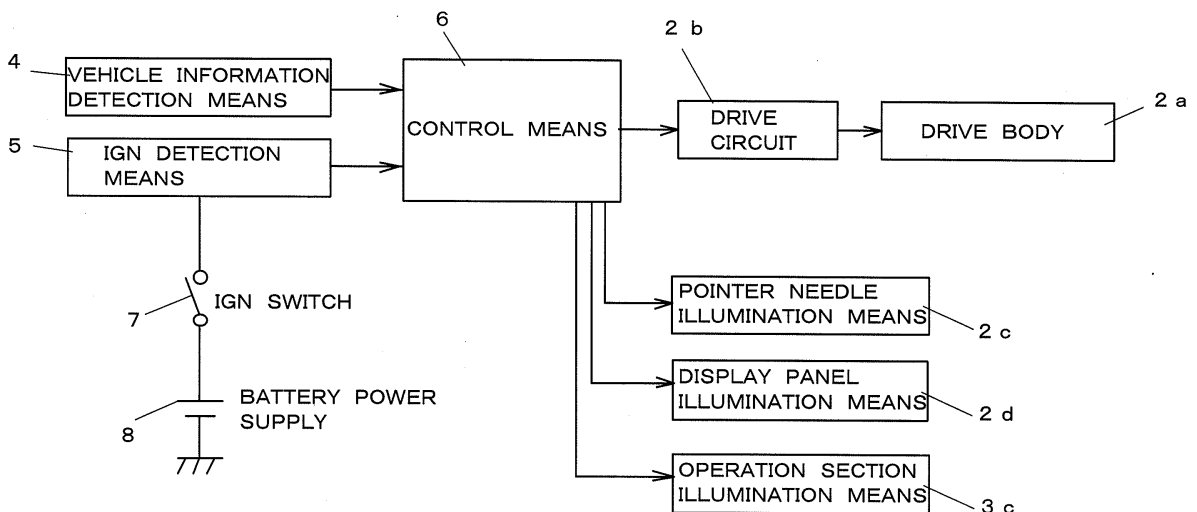 6
2 b
4
VEHICLE INFORMATION
DETECTION MEANS
CONTROL MEANS
DRIVE
CIRCUIT
DRIVE BODY
2 a
5
IGN DETECTION
MEANS
7
IGN SWITCH
POINTER NEEDLE
ILLUMINATION MEANS
2 c
8
BATTERY POWER
SUPPLY
DISPLAY PANEL
ILLUMINATION MEANS
2 d
OPERATION SECTION
ILLUMINATION MEANS
3 c